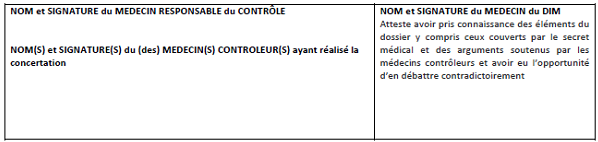 NOM et SIGNATURE du MEDECIN RESPONSABLE du CONTRÔLE
NOM(S) et SIGNATURE(S) du (des) MEDECIN(S) CONTROLEUR(S) ayant réalisé la
concertation
NOM et SIGNATURE du MEDECIN du DIM
Atteste avoir pris connaissance des éléments du
dossier y compris ceux couverts par le secret
médical et des arguments soutenus par les
médecins contrôleurs et avoir eu l'opportunité
d'en débattre contradictoirement